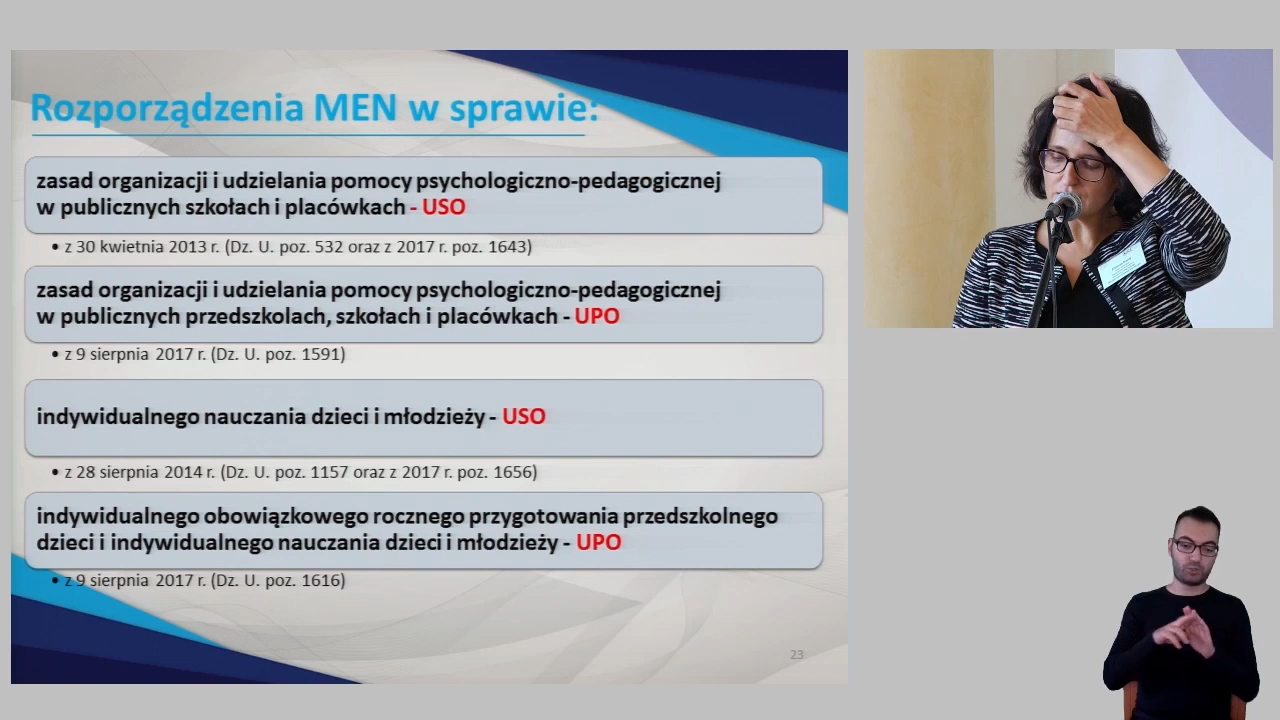 Rozporządzenia MEN w sprawie:
zasad organizacji i udzielania pomocy psychologiczno-pedagogicznej
w publicznych szkołach i placówkach - USO
• z 30 kwietnia 2013 r. (Dz. U. poz. 532 oraz z 2017 r. poz. 1643)
zasad organizacji i udzielania pomocy psychologiczno-pedagogicznej
w publicznych przedszkolach, szkołach i placówkach - UPO
• z 9 sierpnia 2017 r. (Dz. U. poz. 1591)
indywidualnego nauczania dzieci i młodzieży - USO
• z 28 sierpnia 2014 r. (Dz. U. poz. 1157 oraz z 2017 r. poz. 1656)
indywidualnego obowiązkowego rocznego przygotowania przedszkolnego
dzieci i indywidualnego nauczania dzieci i młodzieży - UPO
• z 9 sierpnia 2017 r. (Dz. U. poz. 1616)
23